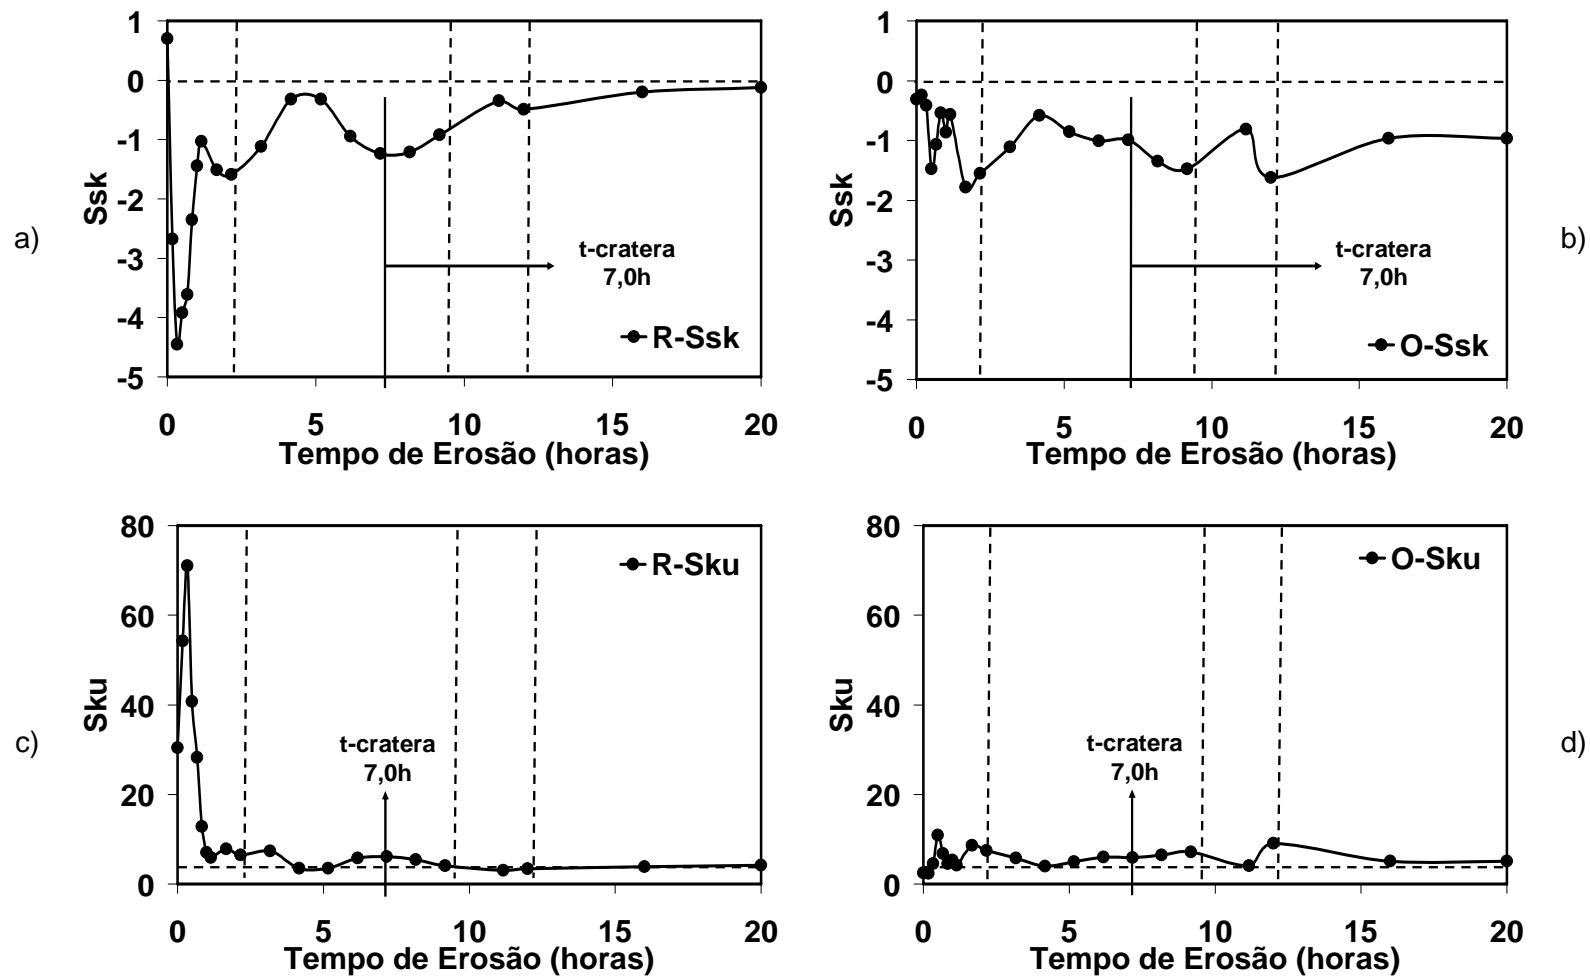 a)
Ssk
1
0
-1
-2
-3
-4
-5
t-cratera
7,0h
R-Ssk
0 5 10 15 20
Tempo de Erosão (horas)
b)
Ssk
1
0
-1
-2
-3
-4
-5
t-cratera
7,0h
O-Ssk
0 5 10 15 20
Tempo de Erosão (horas)
c)
Sku
80
60
40
20
0
R-Sku
t-cratera
7,0h
0 5 10 15 20
Tempo de Erosão (horas)
d)
Sku
80
60
40
20
0
O-Sku
t-cratera
7,0h
0 5 10 15 20
Tempo de Erosão (horas)